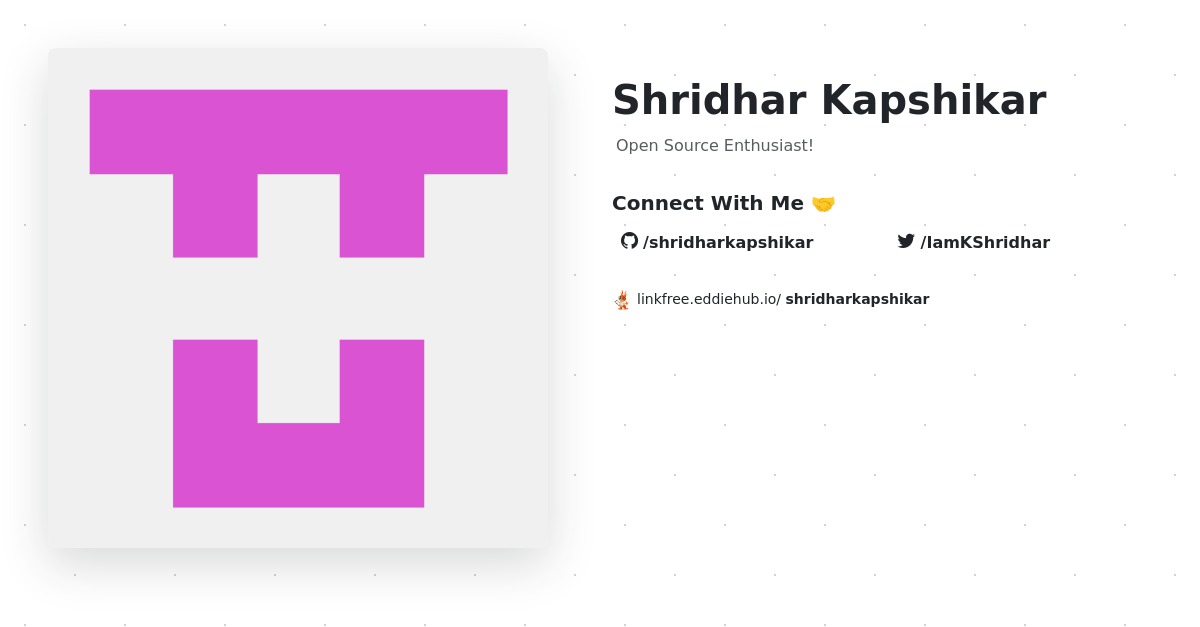 Shridhar Kapshikar
Open Source Enthusiast!
Connect With Me 🤝
/shridharkapshikar
/IamKShridhar
linkfree.eddiehub.io/ shridharkapshikar